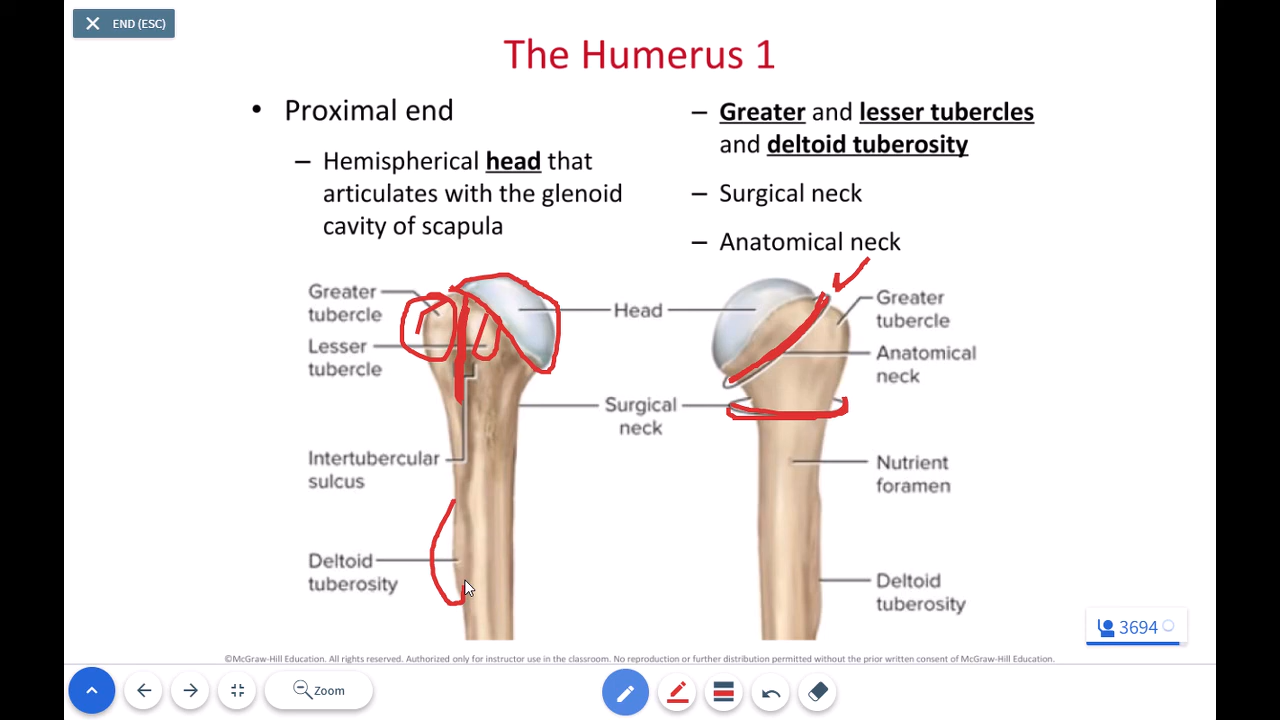 END (ESC)
The Humerus 1
• Proximal end
– Hemispherical head that
articulates with the glenoid
cavity of scapula
– Greater and lesser tubercles
and deltoid tuberosity
– Surgical neck
– Anatomical neck
Greater
tubercle
Lesser
tubercle
Intertubercular
sulcus
Deltoid
tuberosity
Head
Surgical
neck
Greater
tubercle
Anatomical
neck
Nutrient
foramen
Deltoid
tuberosity
3694
©McGraw-Hill Education. All rights reserved. Authorized only for instructor use in the classroom. No reproduction or further distribution permitted without the prior written consent of McGraw-Hill Education.
Zoom